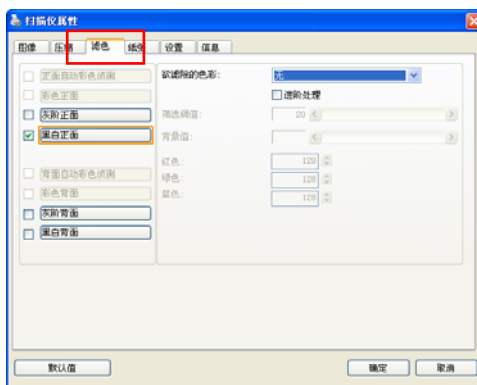 扫描仪属性
图像 压缩 滤色 纸张 设置 信息
正面自动彩色侦测
彩色正面
灰阶正面
黑白正面
背面自动彩色侦测
彩色背面
灰阶背面
黑白背面
欲滤除的色彩: 无
进阶处理
筛选阈值: 20
背景值:
红色: 128
绿色: 128
蓝色: 128
默认值 确定 取消